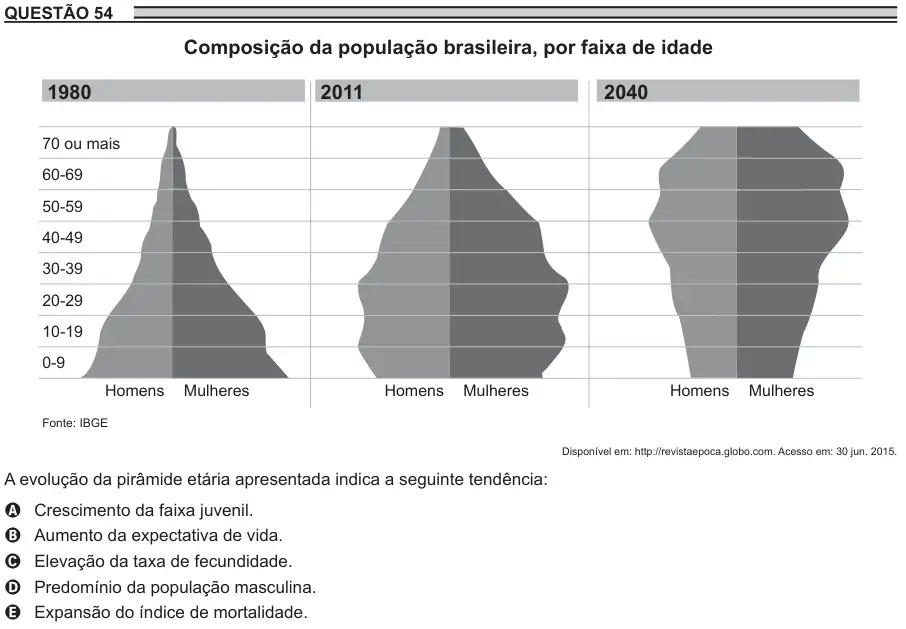 QUESTÃO 54
Composição da população brasileira, por faixa de idade
1980
2011
2040
70 ou mais
60-69
50-59
40-49
30-39
20-29
10-19
0-9
Homens Mulheres
Homens Mulheres
Homens Mulheres
Fonte: IBGE
Disponível em: http://revistaepoca.globo.com. Acesso em: 30 jun. 2015.
A evolução da pirâmide etária apresentada indica a seguinte tendência:
A Crescimento da faixa juvenil.
B Aumento da expectativa de vida.
C Elevação da taxa de fecundidade.
D Predomínio da população masculina.
E Expansão do índice de mortalidade.